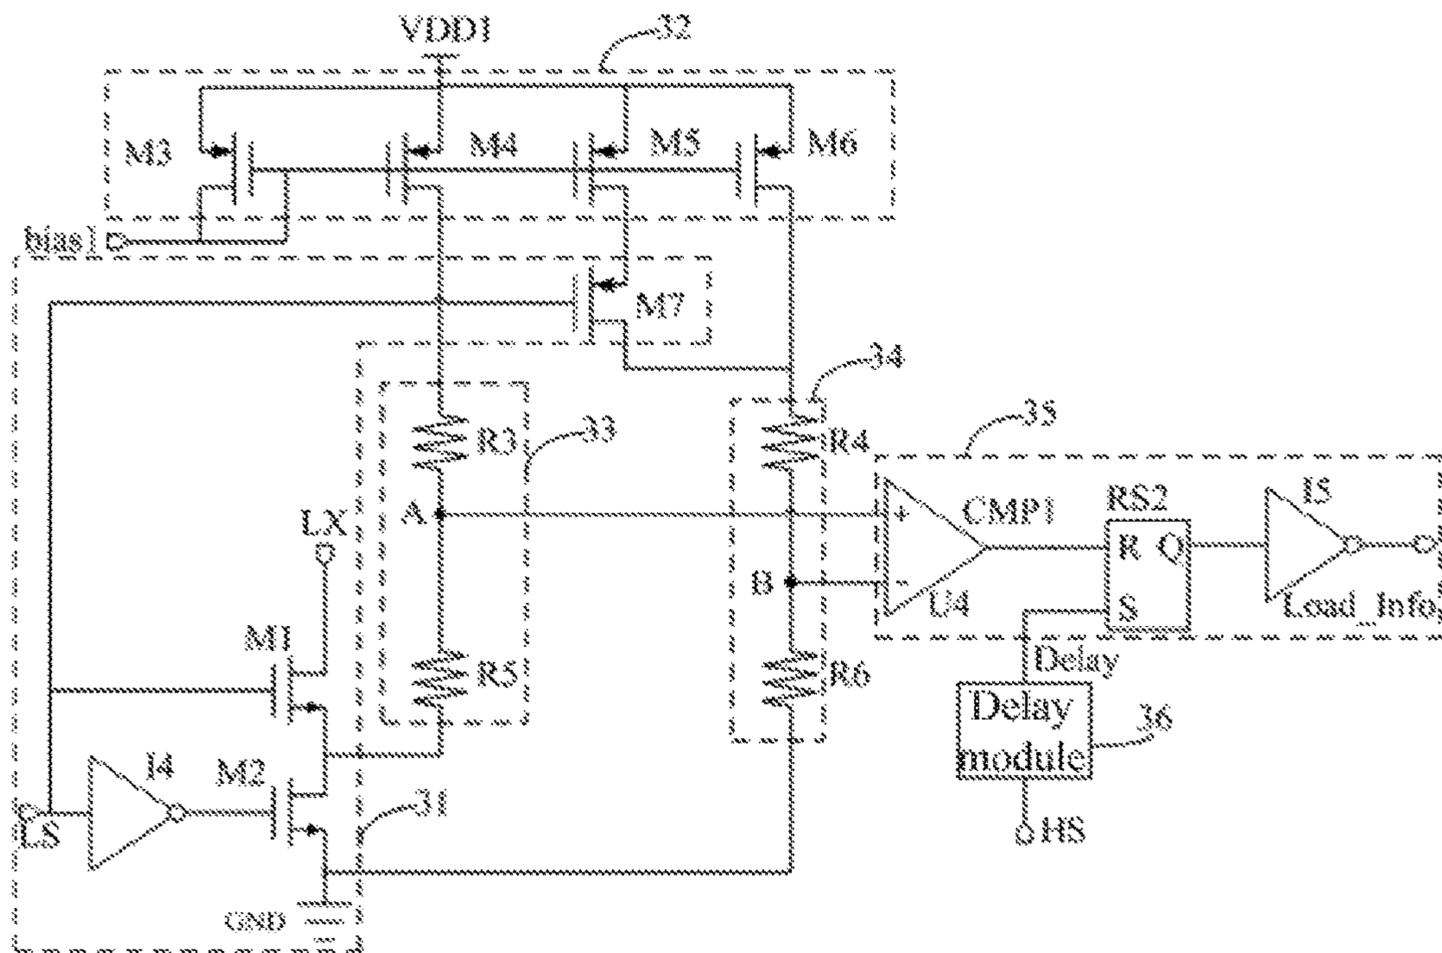 VDD1
32
M3
M4
M5
M6
bias1
M7
34
33
R3
R4
35
A
LX
CMP1
RS2
I5
+
R Q
B
-
U4
S
Load_Info
M1
R5
R6
Delay
Delay
module
36
I4
M2
31
LS
HS
GND